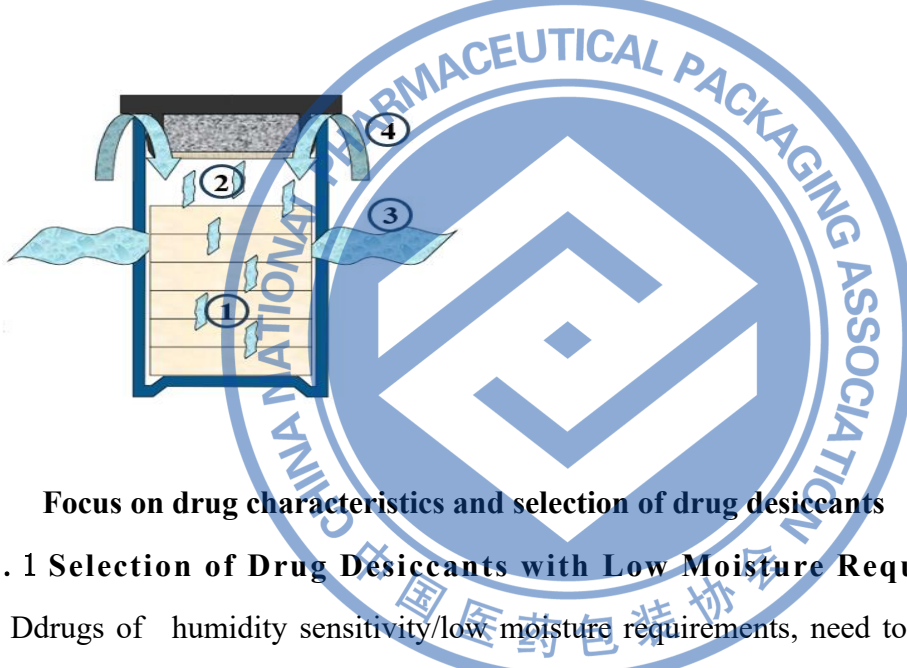 ④
②
③
①
CHINA NATIONAL PHARMACEUTICAL PACKAGING ASSOCIATION
中国医药包装协会
Focus on drug characteristics and selection of drug desiccants
. 1 Selection of Drug Desiccants with Low Moisture Requ
Ddrugs of humidity sensitivity/low moisture requirements, need to